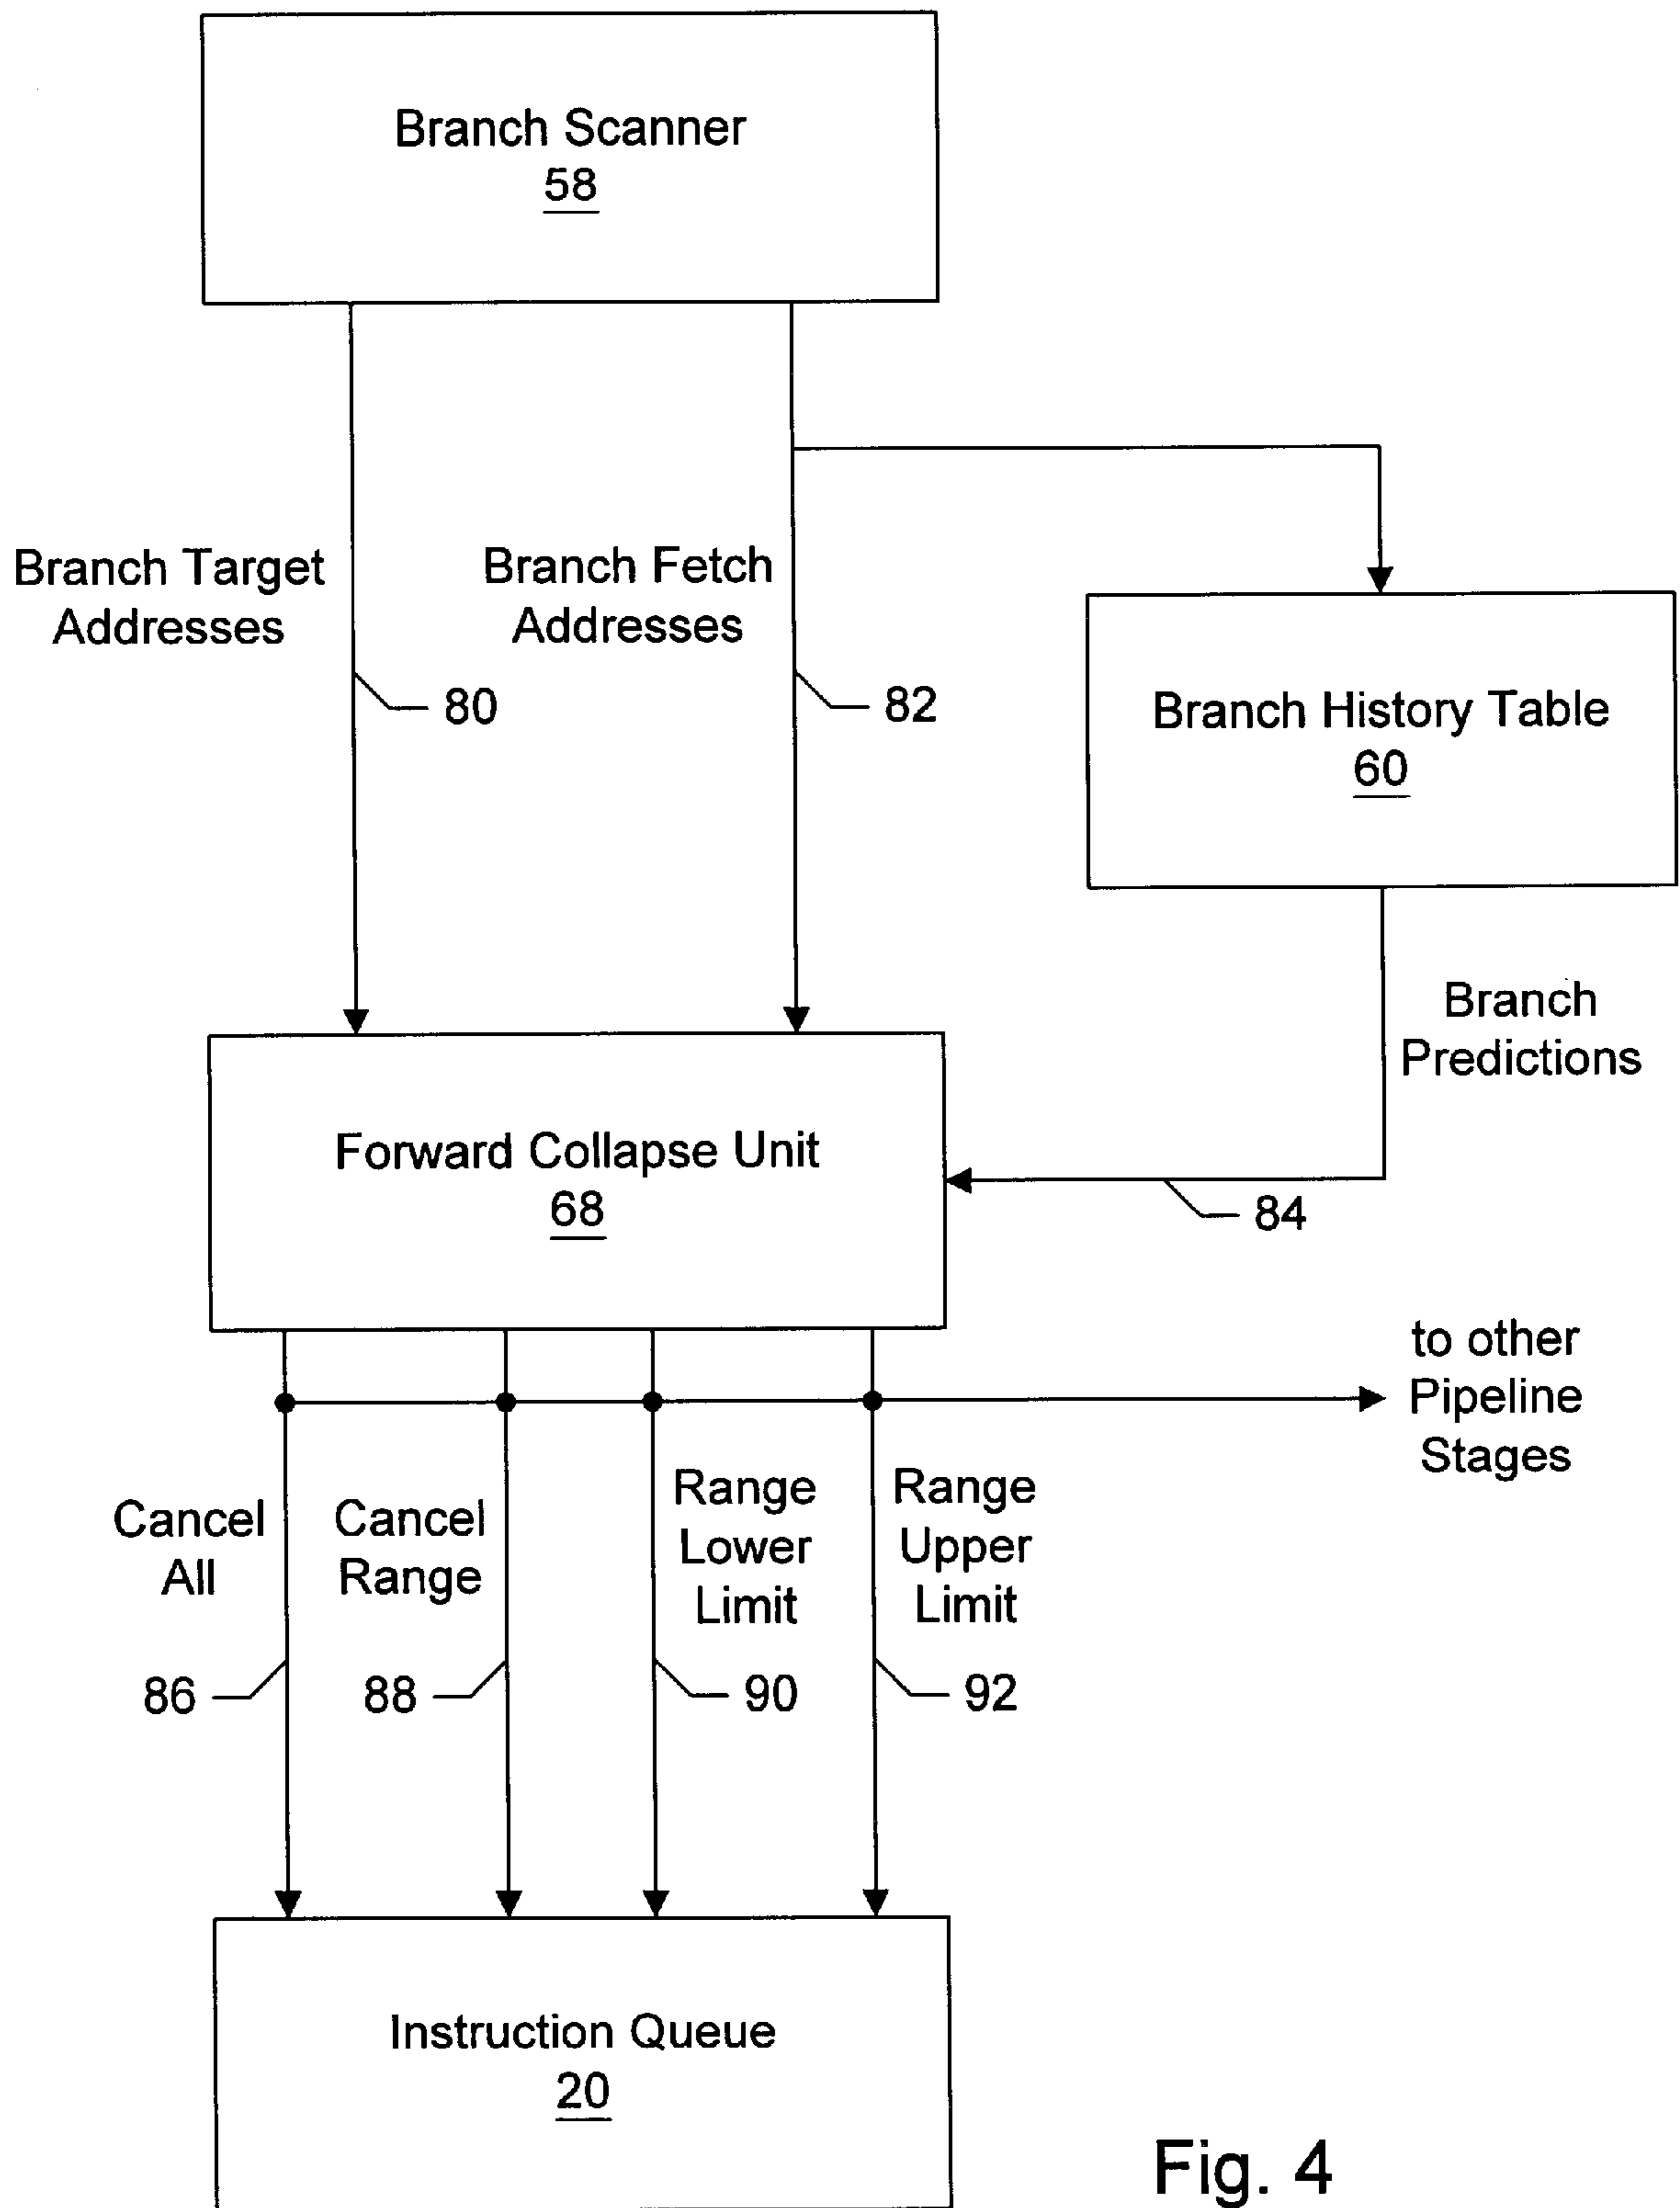 Branch Scanner
58
Branch Target
Addresses
80
Branch Fetch
Addresses
82
Branch History Table
60
Branch
Predictions
84
Forward Collapse Unit
68
to other
Pipeline
Stages
Cancel
All
86
Cancel
Range
88
Range
Lower
Limit
90
Range
Upper
Limit
92
Instruction Queue
20
Fig. 4